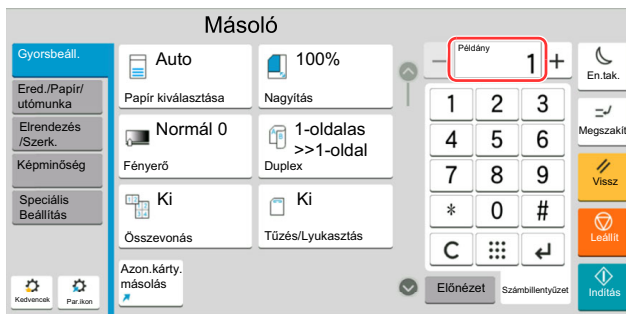 Másoló
Gyorsbeáll.
Ered./Papír/
utómunka
Elrendezés
/Szerk.
Képminőség
Speciális
Beállítás
Kedvencek
Par.ikon
Auto
Papír kiválasztása
100%
Nagyítás
Normál 0
Fényerő
1-oldalas
>>1-oldal
Duplex
Ki
Összevonás
Ki
Tűzés/Lyukasztás
Azon.kárty.
másolás
Példány
− 1 +
1 2 3
4 5 6
7 8 9
* 0 #
C
Előnézet
Számbillentyűzet
En.tak.
Megszakít
Vissz
Leállít
Indítás